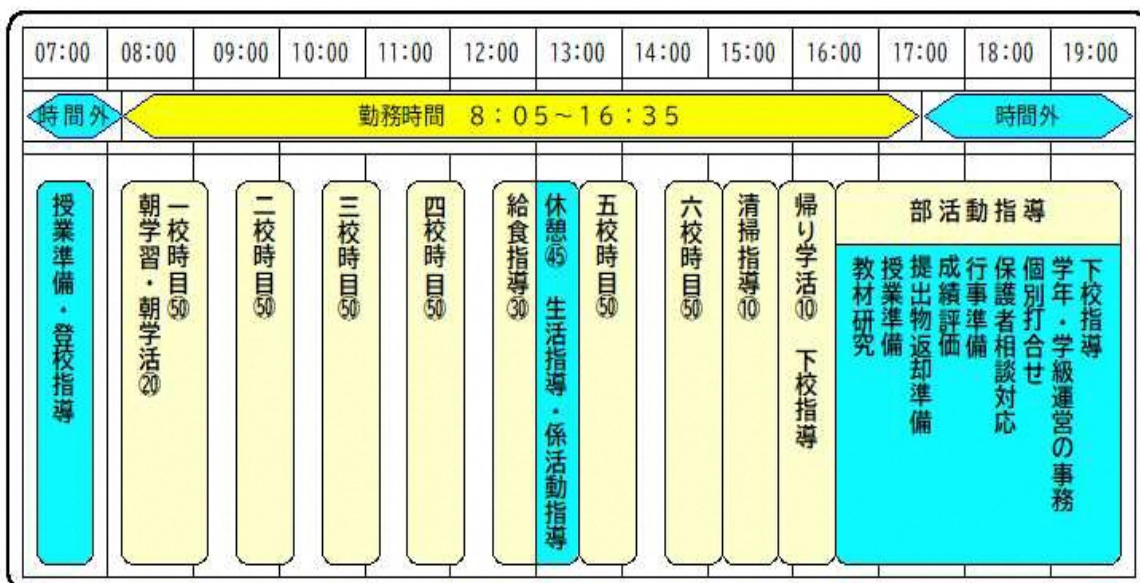 07:00 08:00 09:00 10:00 11:00 12:00 13:00 14:00 15:00 16:00 17:00 18:00 19:00
時間外
勤務時間 8:05~16:35
時間外
授業準備・登校指導
一校時目㊿
朝学習・朝学活⑳
二校時目㊿
三校時目㊿
四校時目㊿
給食指導㉚
休憩㊺ 生活指導・係活動指導
五校時目㊿
六校時目㊿
清掃指導⑩
帰り学活⑩ 下校指導
部活動指導
下校指導
学年・学級運営の事務
個別打合せ
保護者相談対応
行事準備
成績評価
提出物返却準備
授業準備
教材研究